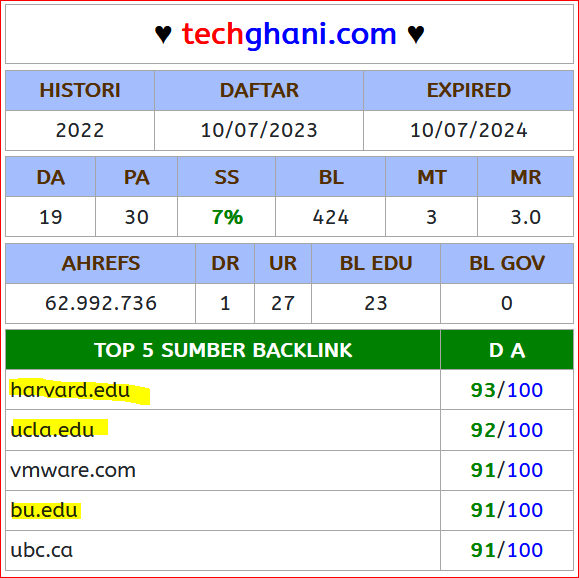 ♥ techghani.com ♥
HISTORI DAFTAR EXPIRED
2022 10/07/2023 10/07/2024
DA PA SS BL MT MR
19 30 7% 424 3 3.0
AHREFS DR UR BL EDU BL GOV
62.992.736 1 27 23 0
TOP 5 SUMBER BACKLINK D A
harvard.edu 93/100
ucla.edu 92/100
vmware.com 91/100
bu.edu 91/100
ubc.ca 91/100